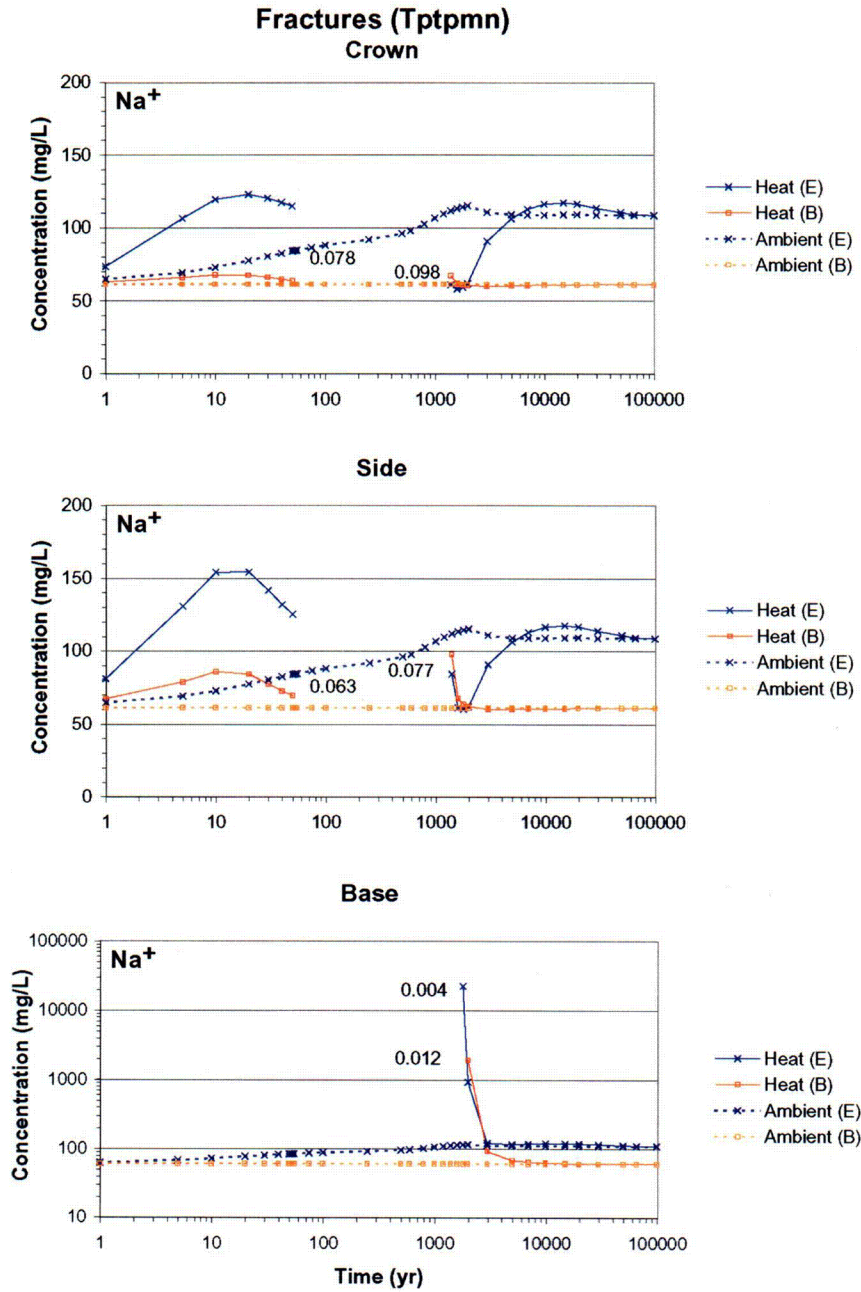 Fractures (Tptpmn)
Crown
Na+
Concentration (mg/L)
200
150
100
50
0
0.078
0.098
1 10 100 1000 10000 100000
Heat (E)
Heat (B)
Ambient (E)
Ambient (B)
Side
Na+
Concentration (mg/L)
200
150
100
50
0
0.063
0.077
1 10 100 1000 10000 100000
Heat (E)
Heat (B)
Ambient (E)
Ambient (B)
Base
Na+
Concentration (mg/L)
100000
10000
1000
100
10
0.004
0.012
1 10 100 1000 10000 100000
Time (yr)
Heat (E)
Heat (B)
Ambient (E)
Ambient (B)